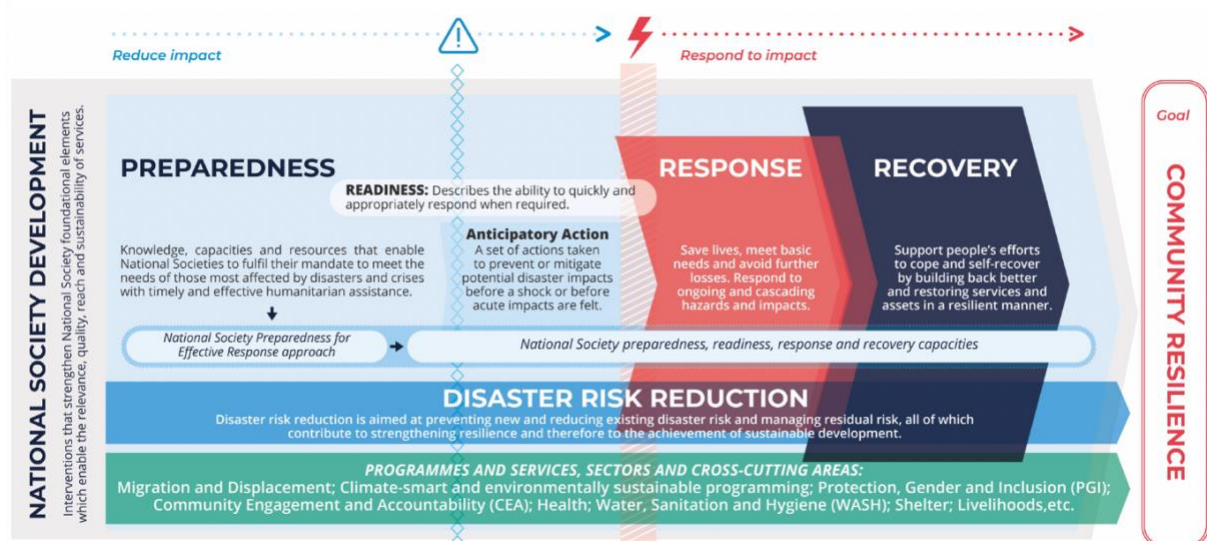 Reduce impact
Respond to impact
NATIONAL SOCIETY DEVELOPMENT
Interventions that strengthen National Society foundational elements
which enable the relevance, quality, reach and sustainability of services.
PREPAREDNESS
READINESS: Describes the ability to quickly and
appropriately respond when required.
Knowledge, capacities and resources that enable
National Societies to fulfil their mandate to meet the
needs of those most affected by disasters and crises
with timely and effective humanitarian assistance.
Anticipatory Action
A set of actions taken
to prevent or mitigate
potential disaster impacts
before a shock or before
acute impacts are felt.
RESPONSE
Save lives, meet basic
needs and avoid further
losses. Respond to
ongoing and cascading
hazards and impacts.
RECOVERY
Support people's efforts
to cope and self-recover
by building back better
and restoring services and
assets in a resilient manner.
National Society Preparedness for
Effective Response approach
National Society preparedness, readiness, response and recovery capacities
DISASTER RISK REDUCTION
Disaster risk reduction is aimed at preventing new and reducing existing disaster risk and managing residual risk, all of which
contribute to strengthening resilience and therefore to the achievement of sustainable development.
PROGRAMMES AND SERVICES, SECTORS AND CROSS-CUTTING AREAS:
Migration and Displacement; Climate-smart and environmentally sustainable programming; Protection, Gender and Inclusion (PGI);
Community Engagement and Accountability (CEA); Health; Water, Sanitation and Hygiene (WASH); Shelter; Livelihoods,etc.
Goal
COMMUNITY RESILIENCE